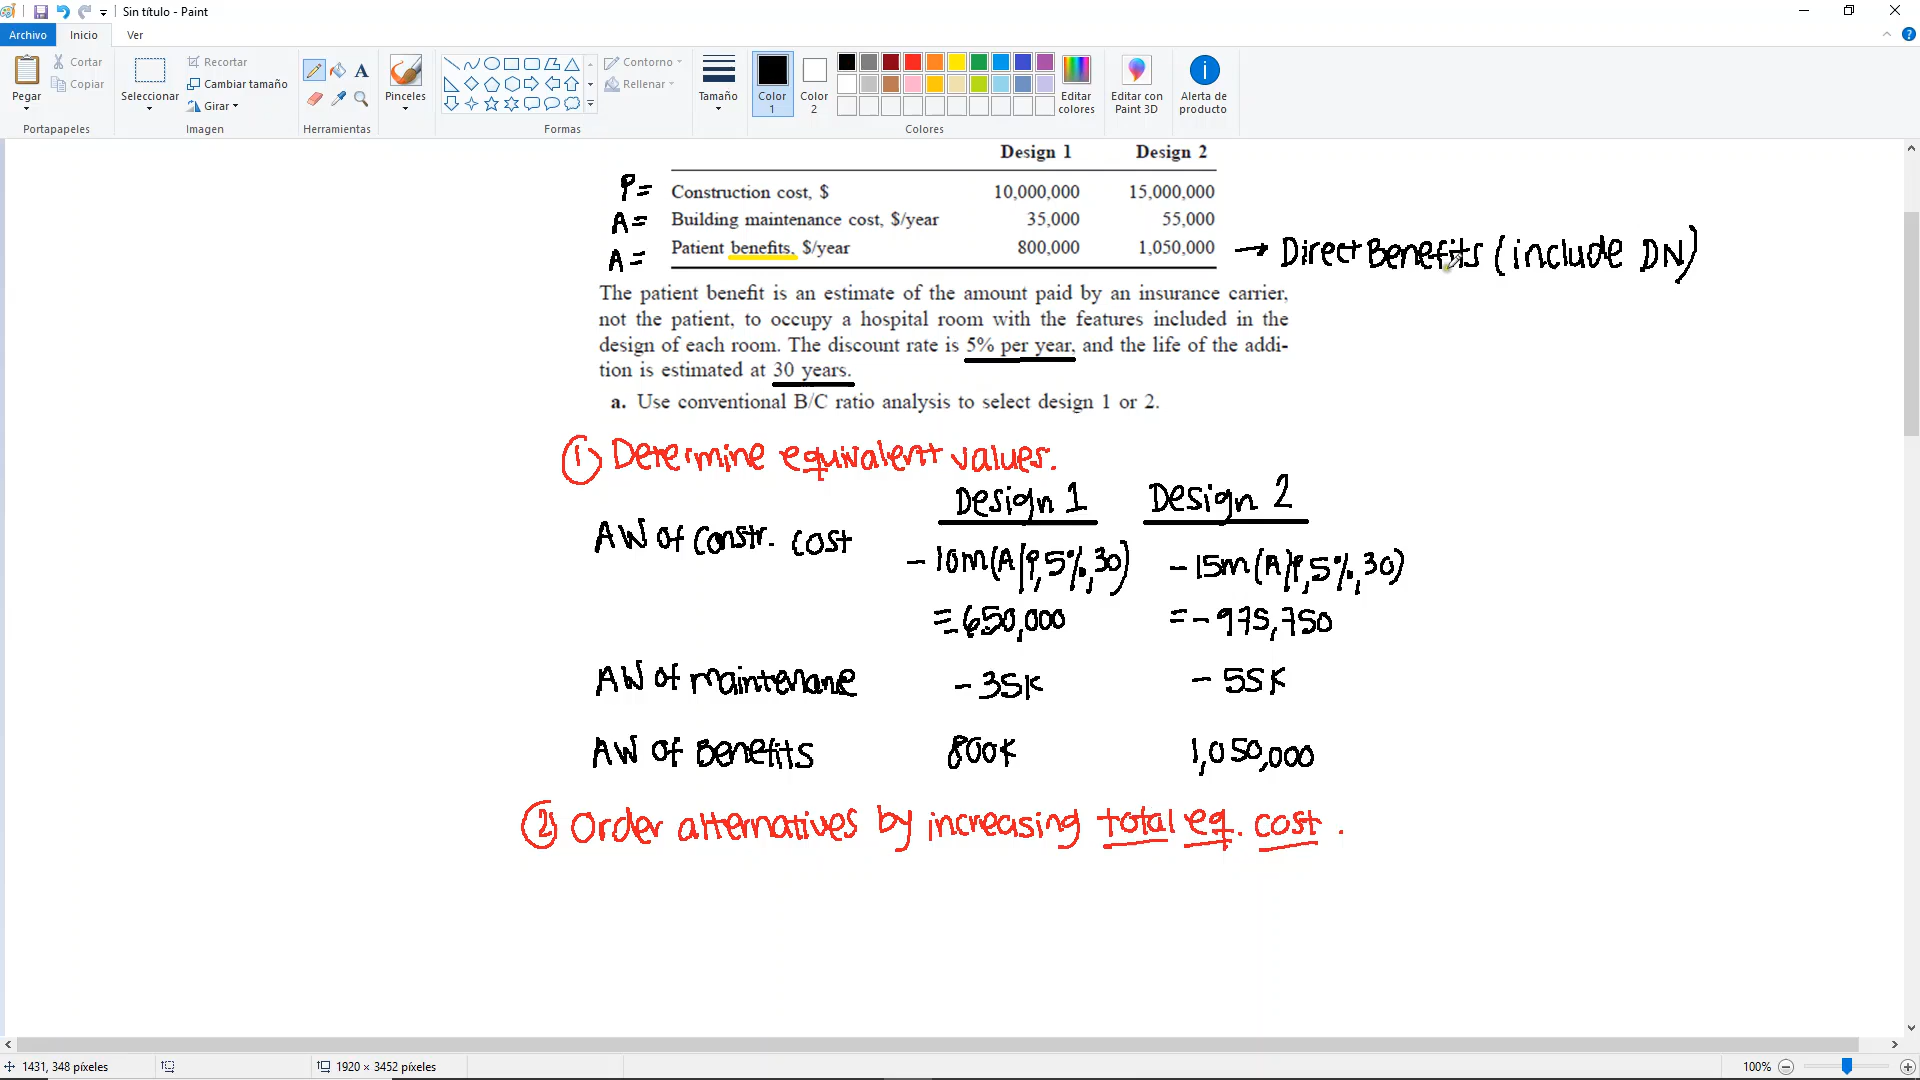 Sin título - Paint
Archivo Inicio Ver
Pegar
Cortar
Copiar
Portapapeles
Seleccionar
Recortar
Cambiar tamaño
Girar
Imagen
A
Herramientas
Pinceles
Contorno
Rellenar
Formas
Tamaño
Color 1
Color 2
Colores
Editar colores
Editar con Paint 3D
Alerta de producto
Design 1 Design 2
P= Construction cost, $ 10,000,000 15,000,000
A= Building maintenance cost, $/year 35,000 55,000
A= Patient benefits, $/year 800,000 1,050,000 → Direct Benefits (include DN)
The patient benefit is an estimate of the amount paid by an insurance carrier,
not the patient, to occupy a hospital room with the features included in the
design of each room. The discount rate is 5% per year, and the life of the addi-
tion is estimated at 30 years.
a. Use conventional B/C ratio analysis to select design 1 or 2.
① Determine equivalent values.
Design 1 Design 2
AW of constr. cost - 10m(A|P,5%,30) - 15m(A|P,5%,30)
=-650,000 =-975,750
AW of maintenane - 35K - 55K
AW of Benefits 800K 1,050,000
② Order alternatives by increasing total eq. cost.
1431, 348 píxeles 1920 × 3452 píxeles 100%